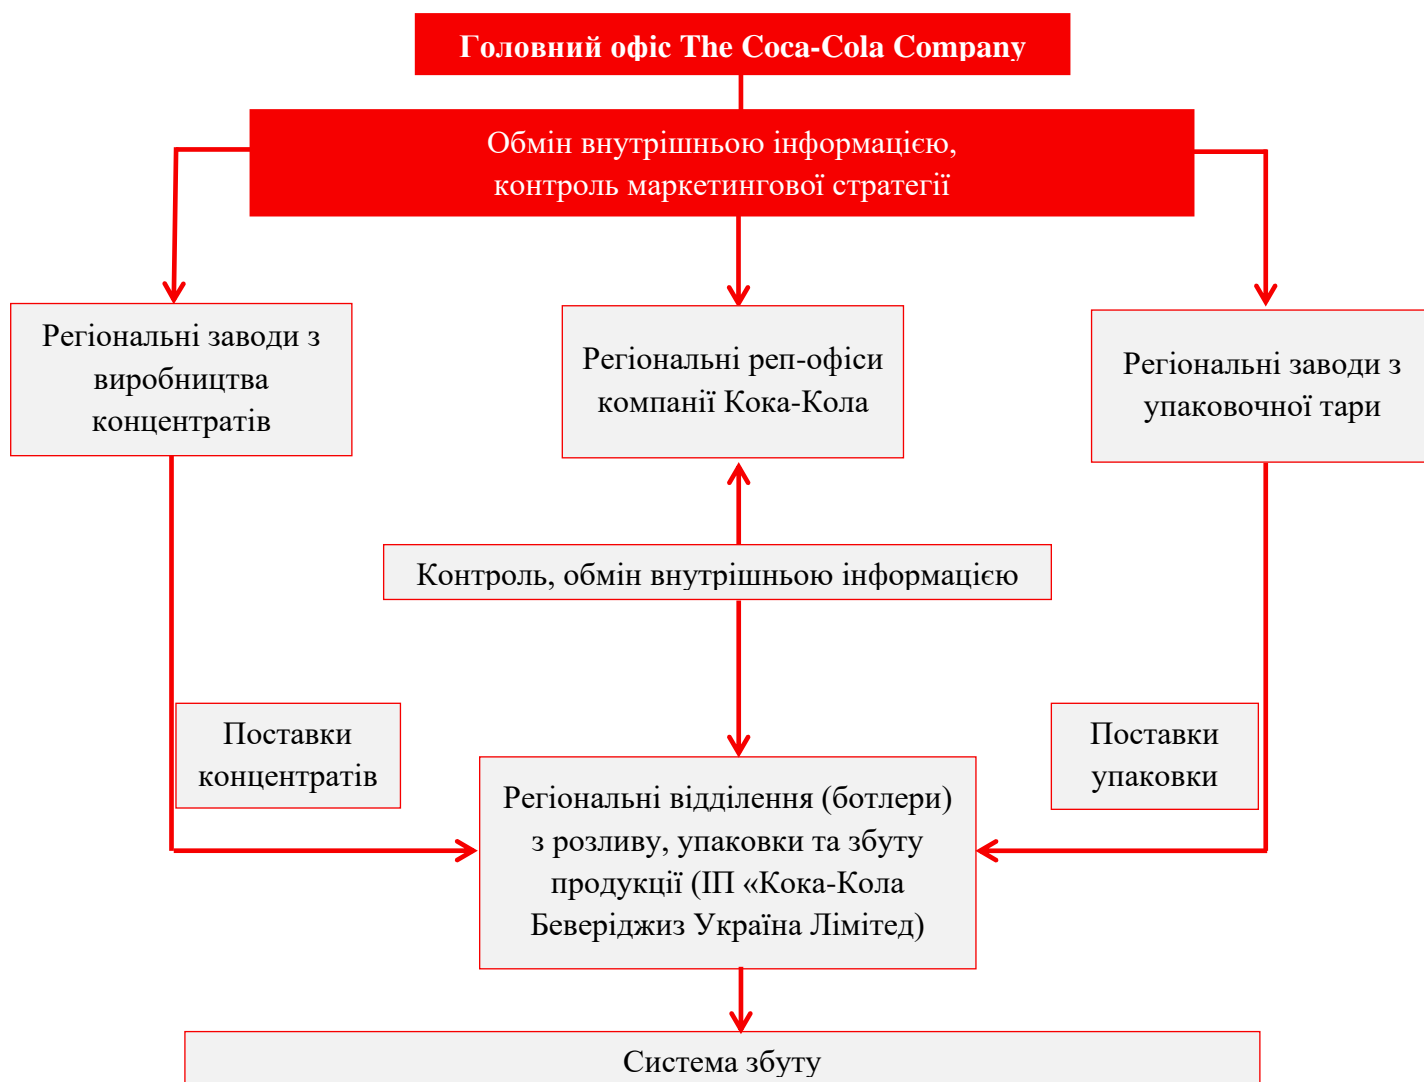 Головний офіс The Coca-Cola Company
Обмін внутрішньою інформацією,
контроль маркетингової стратегії
Регіональні заводи з
виробництва
концентратів
Регіональні реп-офіси
компанії Кока-Кола
Регіональні заводи з
упаковочної тари
Контроль, обмін внутрішньою інформацією
Поставки
концентратів
Поставки
упаковки
Регіональні відділення (ботлери)
з розливу, упаковки та збуту
продукції (ІП «Кока-Кола
Беверіджиз Україна Лімітед)
Система збуту